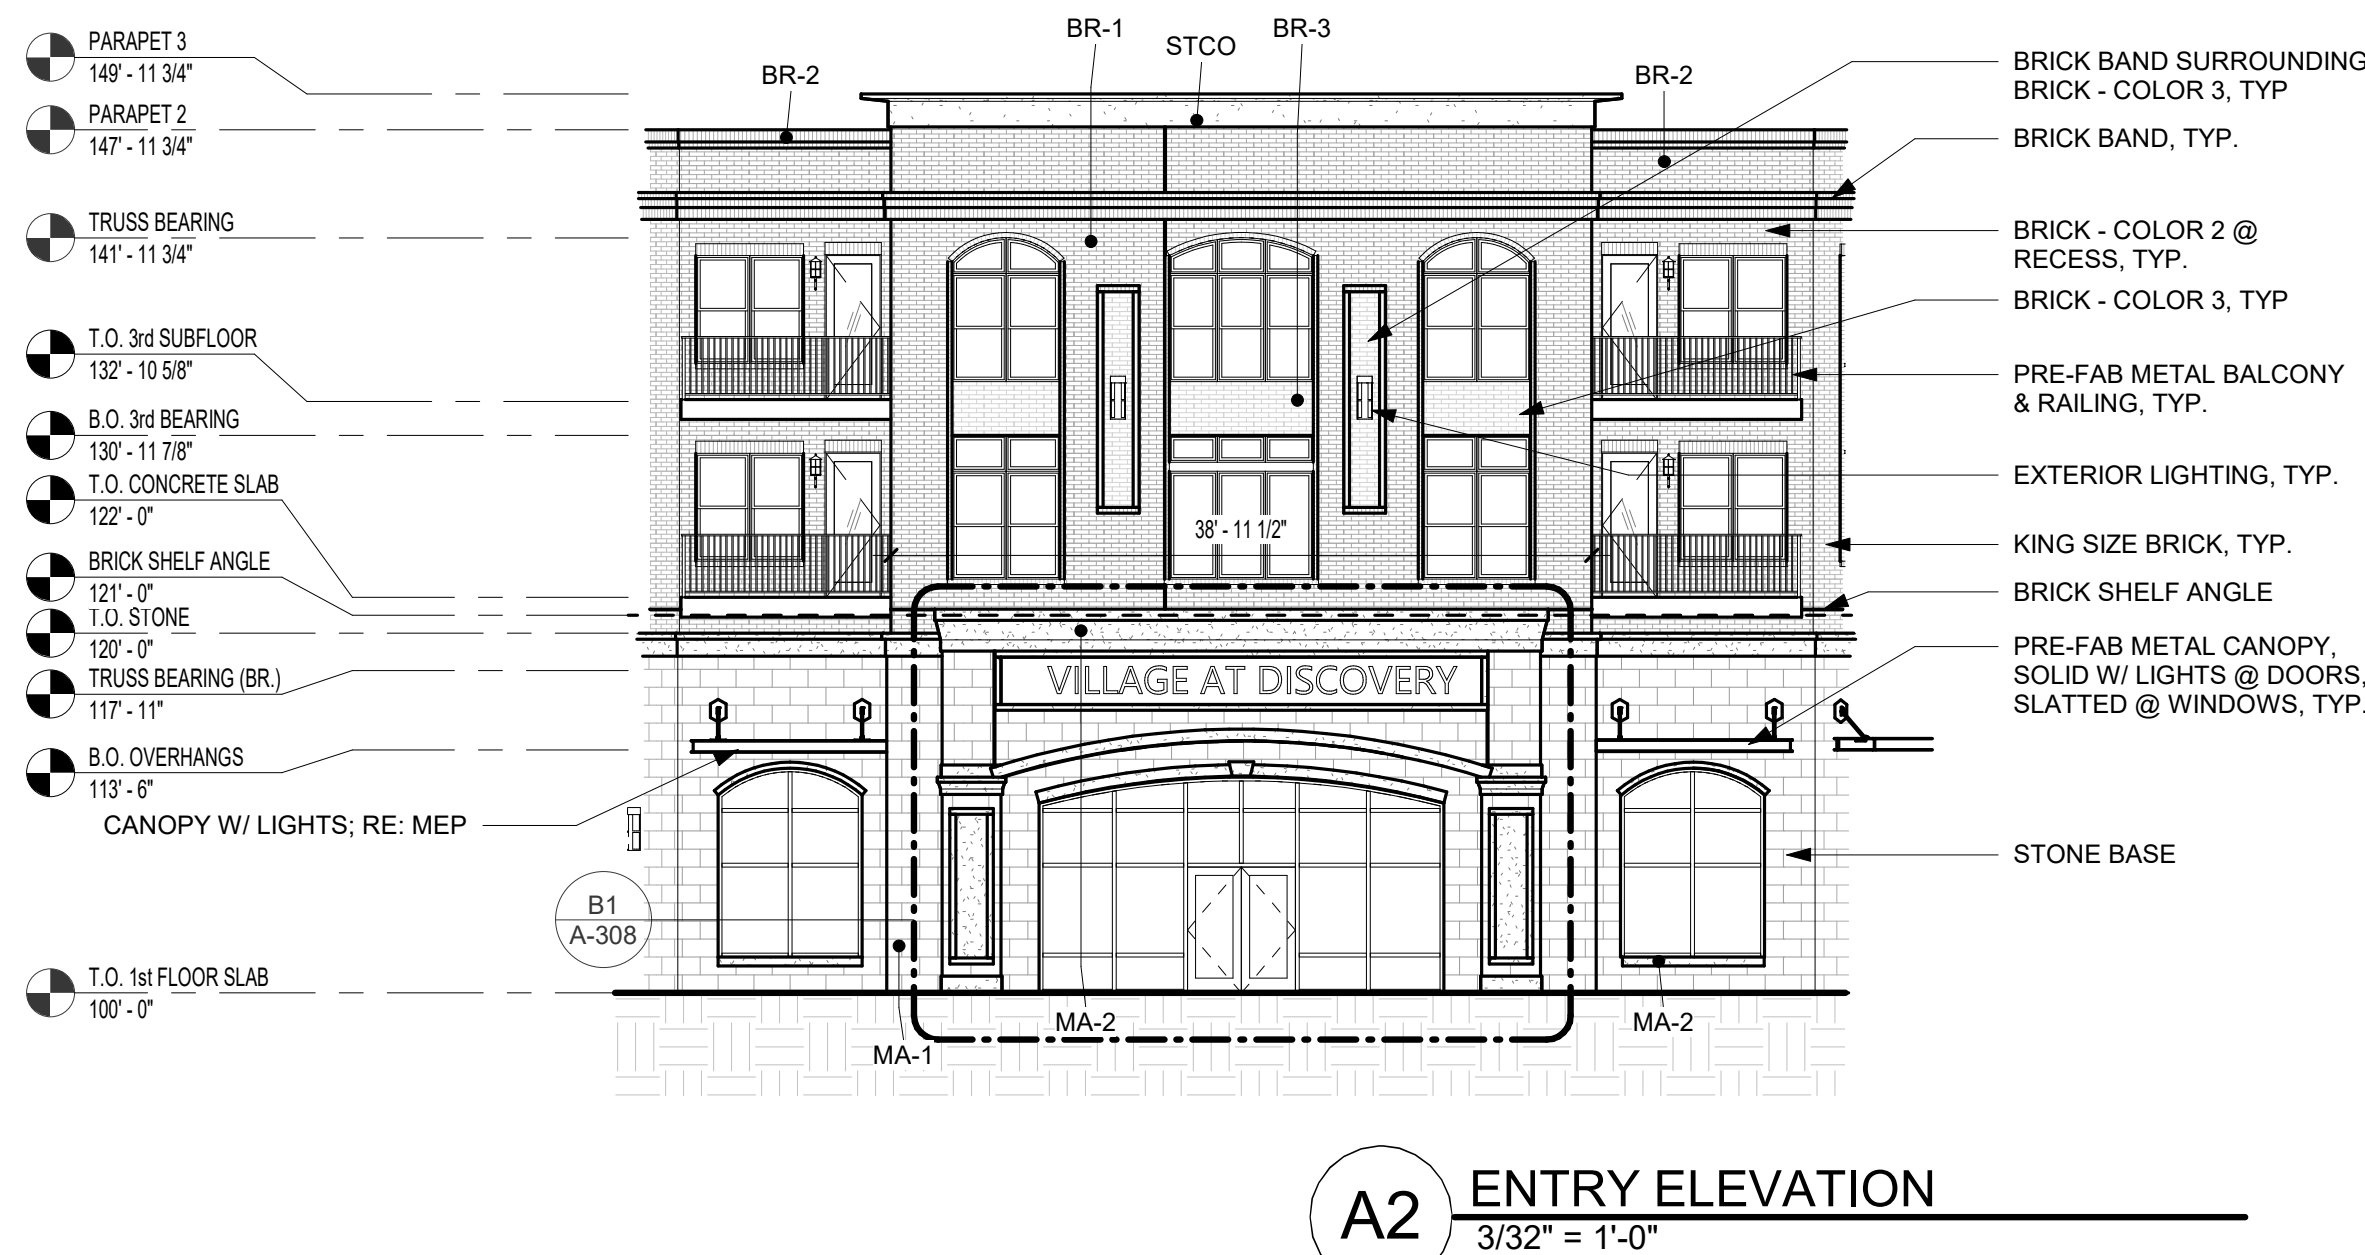 PARAPET 3
149' - 11 3/4"
PARAPET 2
147' - 11 3/4"
TRUSS BEARING
141' - 11 3/4"
T.O. 3rd SUBFLOOR
132' - 10 5/8"
B.O. 3rd BEARING
130' - 11 7/8"
T.O. CONCRETE SLAB
122' - 0"
BRICK SHELF ANGLE
121' - 0"
T.O. STONE
120' - 0"
TRUSS BEARING (BR.)
117' - 11"
B.O. OVERHANGS
113' - 6"
CANOPY W/ LIGHTS; RE: MEP
B1
A-308
T.O. 1st FLOOR SLAB
100' - 0"
BR-1
STCO
BR-3
BR-2
BR-2
38' - 11 1/2"
VILLAGE AT DISCOVERY
MA-2
MA-2
MA-1
BRICK BAND SURROUNDING
BRICK - COLOR 3, TYP
BRICK BAND, TYP.
BRICK - COLOR 2 @
RECESS, TYP.
BRICK - COLOR 3, TYP
PRE-FAB METAL BALCONY
& RAILING, TYP.
EXTERIOR LIGHTING, TYP.
KING SIZE BRICK, TYP.
BRICK SHELF ANGLE
PRE-FAB METAL CANOPY,
SOLID W/ LIGHTS @ DOORS,
SLATTED @ WINDOWS, TYP.
STONE BASE
A2
ENTRY ELEVATION
3/32" = 1'-0"